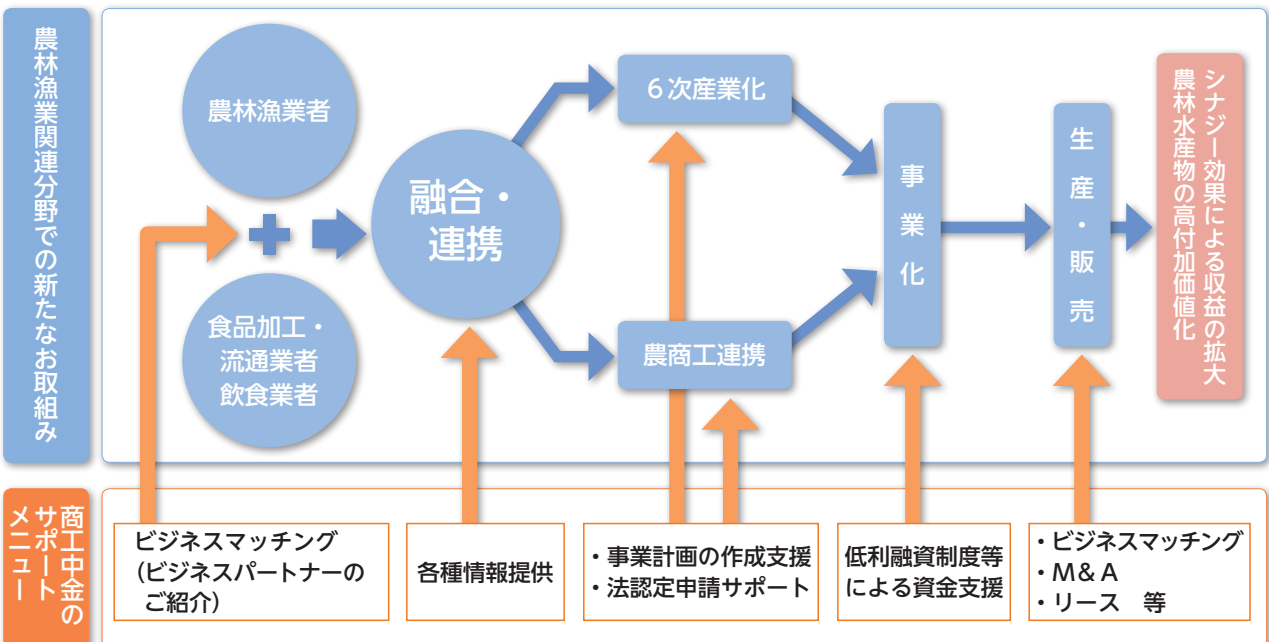 農林漁業関連分野での新たなお取組み
農林漁業者
＋
食品加工・
流通業者
飲食業者
融合・
連携
６次産業化
農商工連携
事業化
生産・販売
シナジー効果による収益の拡大
農林水産物の高付加価値化
商工中金の
サポート
メニュー
ビジネスマッチング
（ビジネスパートナーの
ご紹介）
各種情報提供
・事業計画の作成支援
・法認定申請サポート
低利融資制度等
による資金支援
・ビジネスマッチング
・M＆A
・リース　等